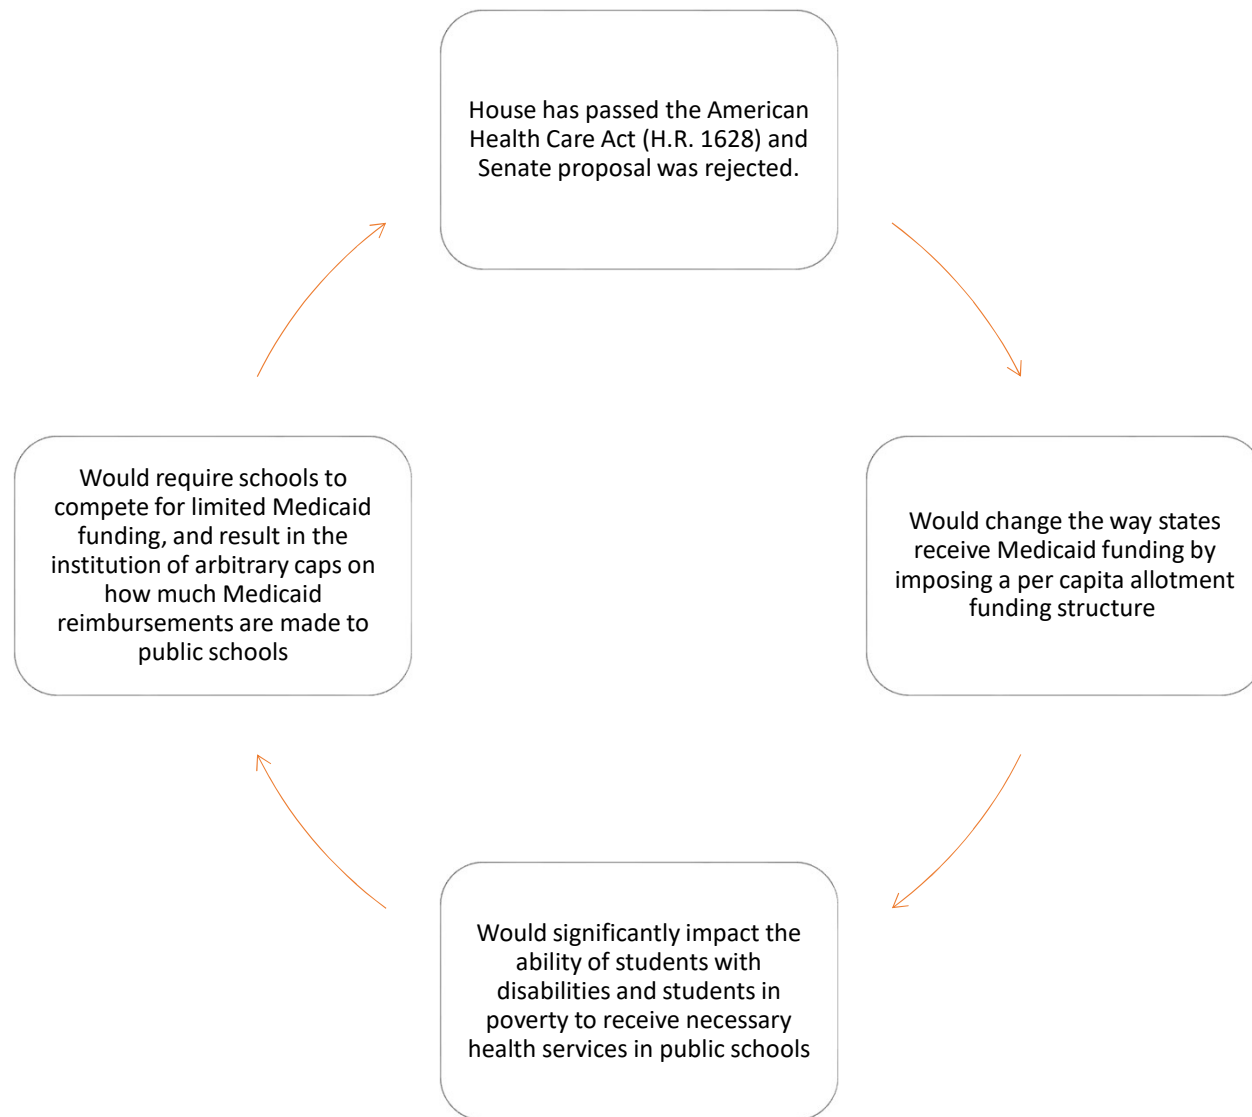 House has passed the American
Health Care Act (H.R. 1628) and
Senate proposal was rejected.
Would change the way states
receive Medicaid funding by
imposing a per capita allotment
funding structure
Would significantly impact the
ability of students with
disabilities and students in
poverty to receive necessary
health services in public schools
Would require schools to
compete for limited Medicaid
funding, and result in the
institution of arbitrary caps on
how much Medicaid
reimbursements are made to
public schools